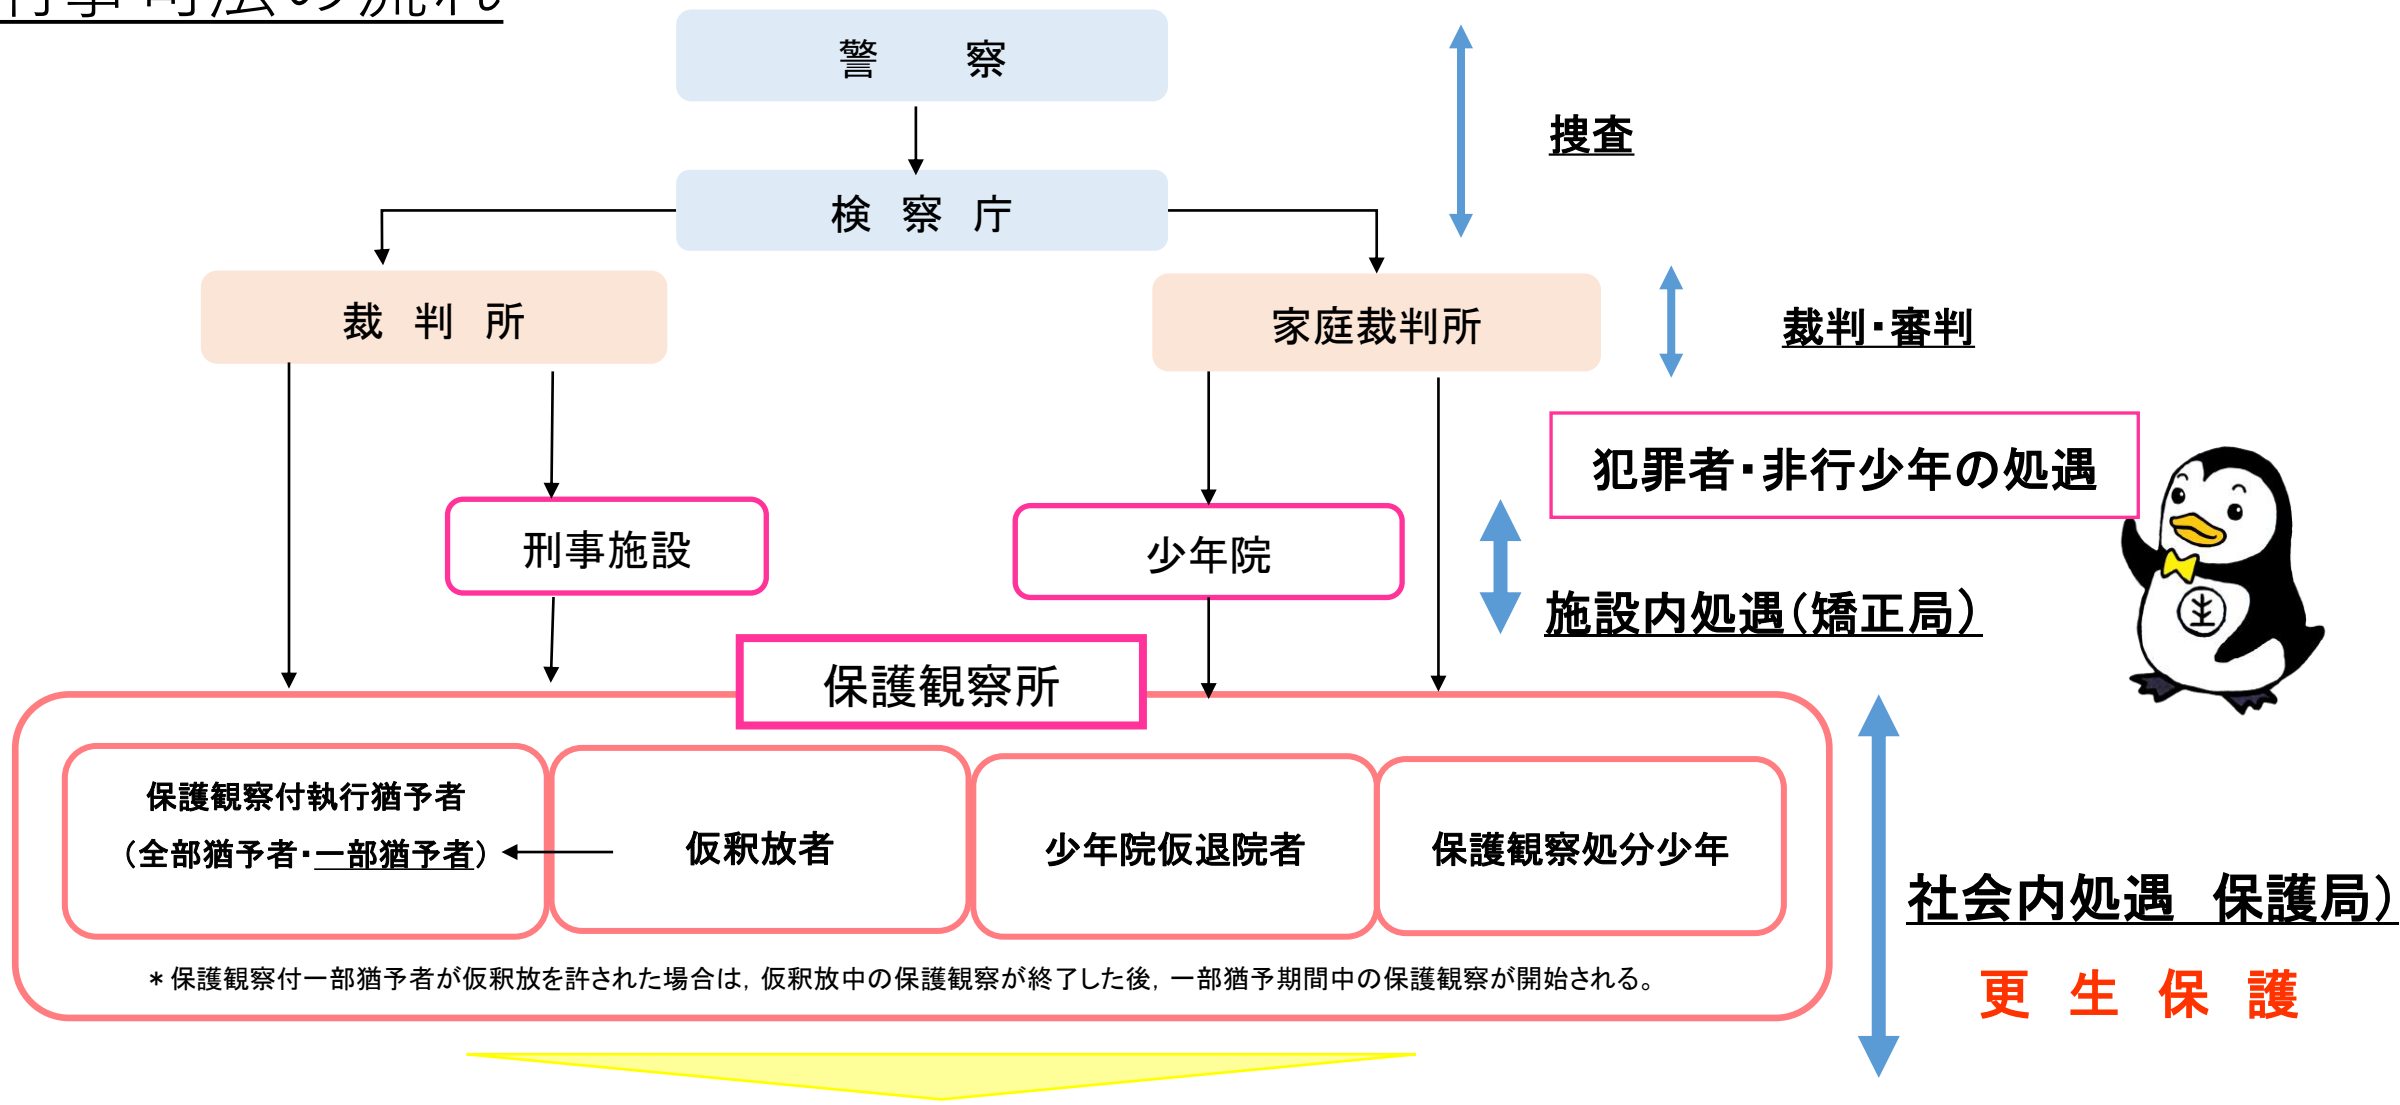 刑事司法の流れ
警　察
捜査
検　察　庁
裁　判　所
家庭裁判所
裁判・審判
犯罪者・非行少年の処遇
刑事施設
少年院
施設内処遇（矯正局）
保護観察所
保護観察付執行猶予者
（全部猶予者・一部猶予者）
仮釈放者
少年院仮退院者
保護観察処分少年
社会内処遇　保護局）
更　生　保　護
＊保護観察付一部猶予者が仮釈放を許された場合は，仮釈放中の保護観察が終了した後，一部猶予期間中の保護観察が開始される。